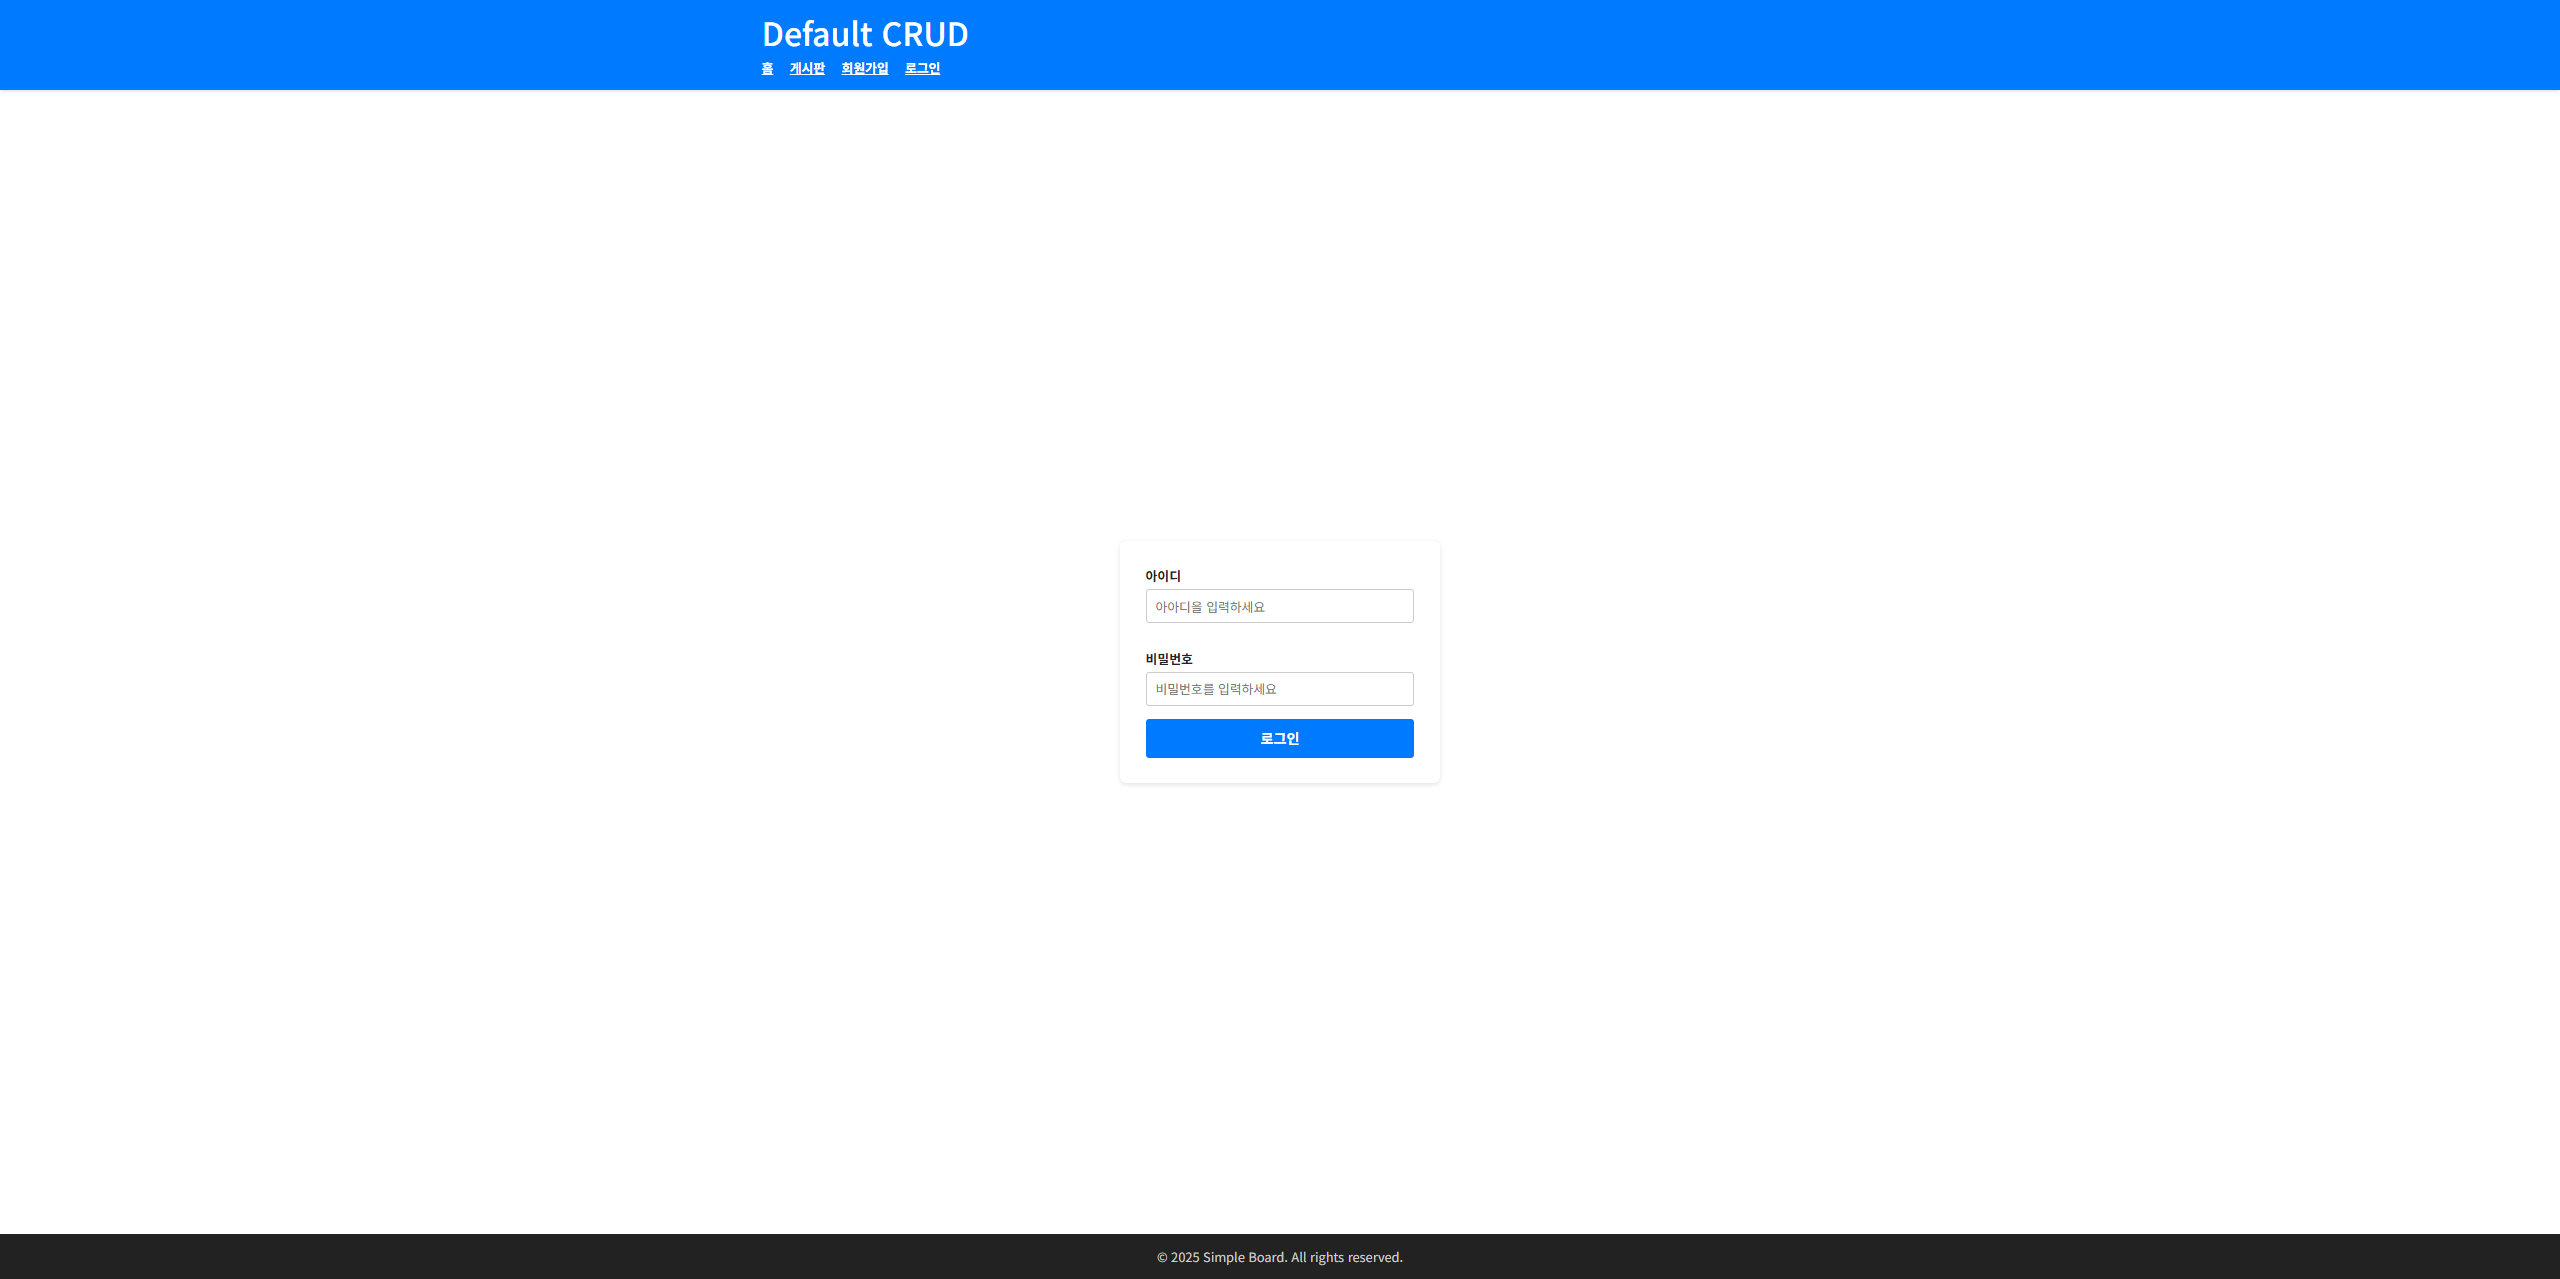 Default CRUD
홈 게시판 회원가입 로그인
아이디
아아디을 입력하세요
비밀번호
비밀번호를 입력하세요
로그인
© 2025 Simple Board. All rights reserved.